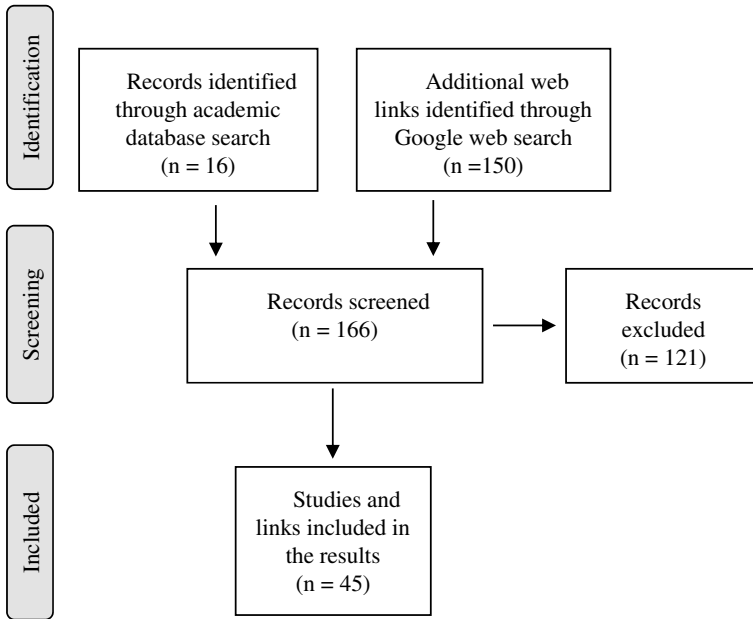 Identification
Records identified
through academic
database search
(n = 16)
Additional web
links identified through
Google web search
(n =150)
Screening
Records screened
(n = 166)
Records
excluded
(n = 121)
Included
Studies and
links included in
the results
(n = 45)